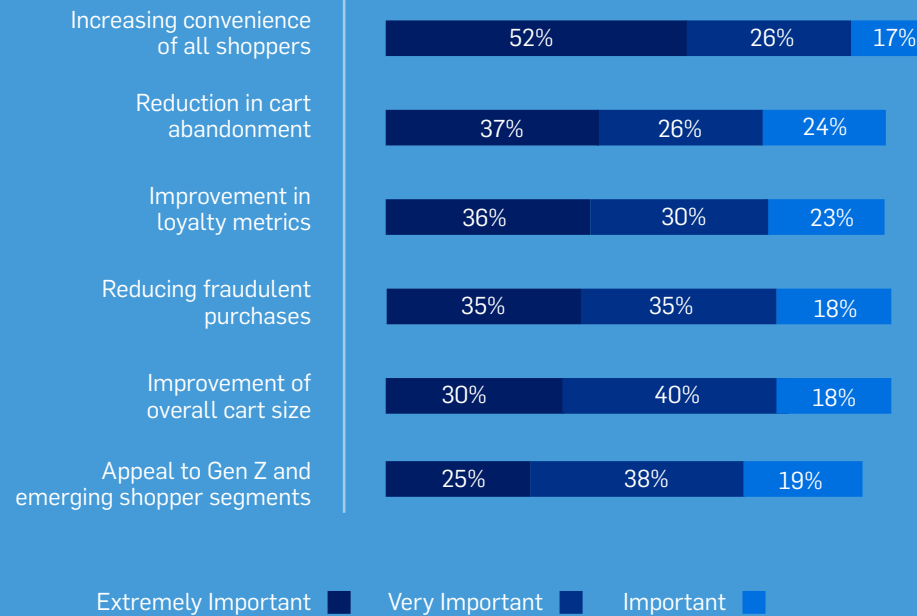 Increasing convenience
of all shoppers
52% 26% 17%
Reduction in cart
abandonment
37% 26% 24%
Improvement in
loyalty metrics
36% 30% 23%
Reducing fraudulent
purchases
35% 35% 18%
Improvement of
overall cart size
30% 40% 18%
Appeal to Gen Z and
emerging shopper segments
25% 38% 19%
Extremely Important Very Important Important